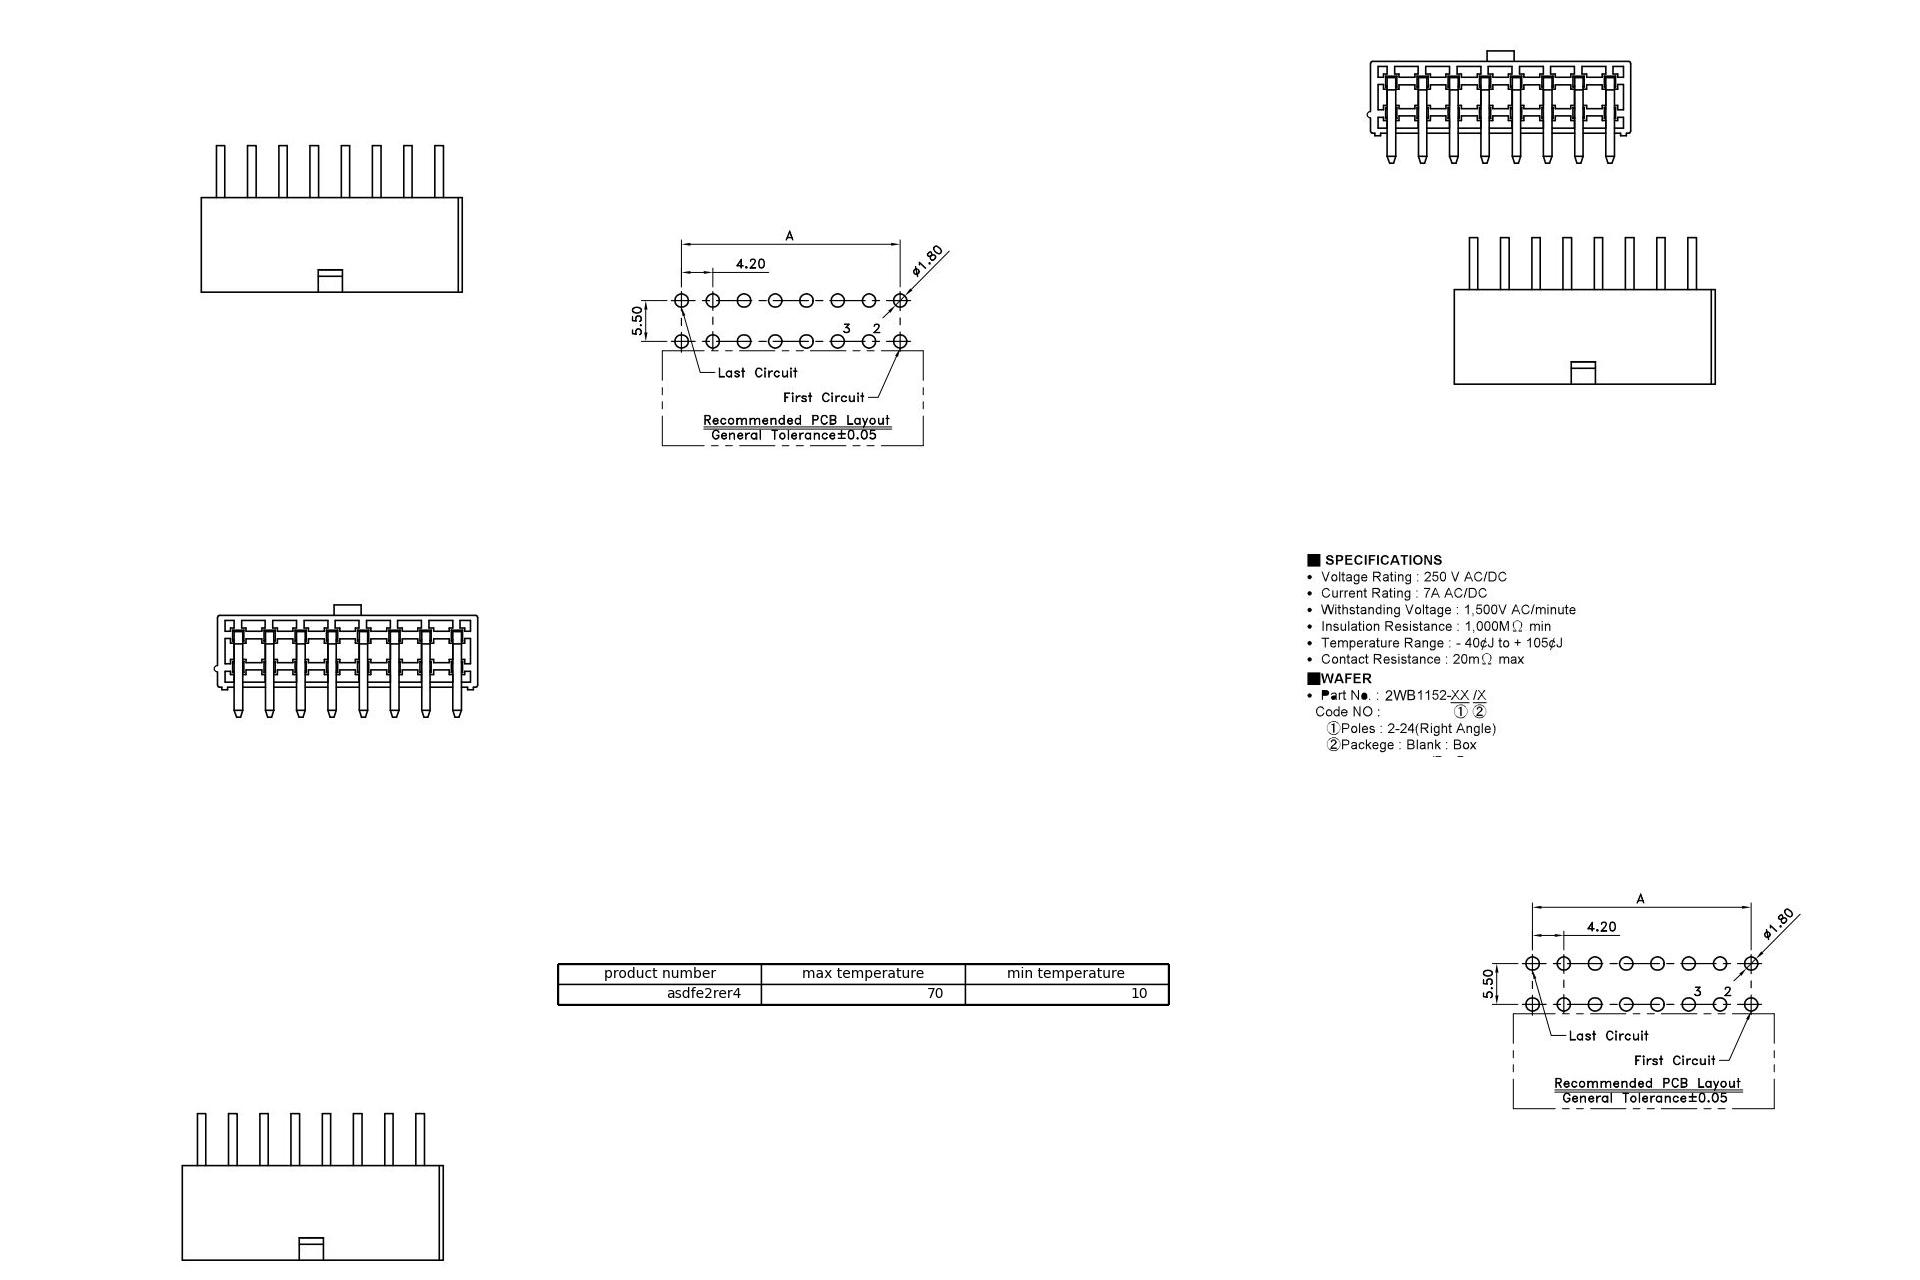 A
4.20
ø1.80
5.50
3 2
Last Circuit
First Circuit
Recommended PCB Layout
General Tolerance±0.05
■ SPECIFICATIONS
• Voltage Rating : 250 V AC/DC
• Current Rating : 7A AC/DC
• Withstanding Voltage : 1,500V AC/minute
• Insulation Resistance : 1,000MΩ min
• Temperature Range : - 40¢J to + 105¢J
• Contact Resistance : 20mΩ max
■WAFER
• Part No. : 2WB1152-XX /X
Code NO : ① ②
①Poles : 2-24(Right Angle)
②Packege : Blank : Box
product number max temperature min temperature
asdfe2rer4 70 10
A
4.20
ø1.80
5.50
3 2
Last Circuit
First Circuit
Recommended PCB Layout
General Tolerance±0.05